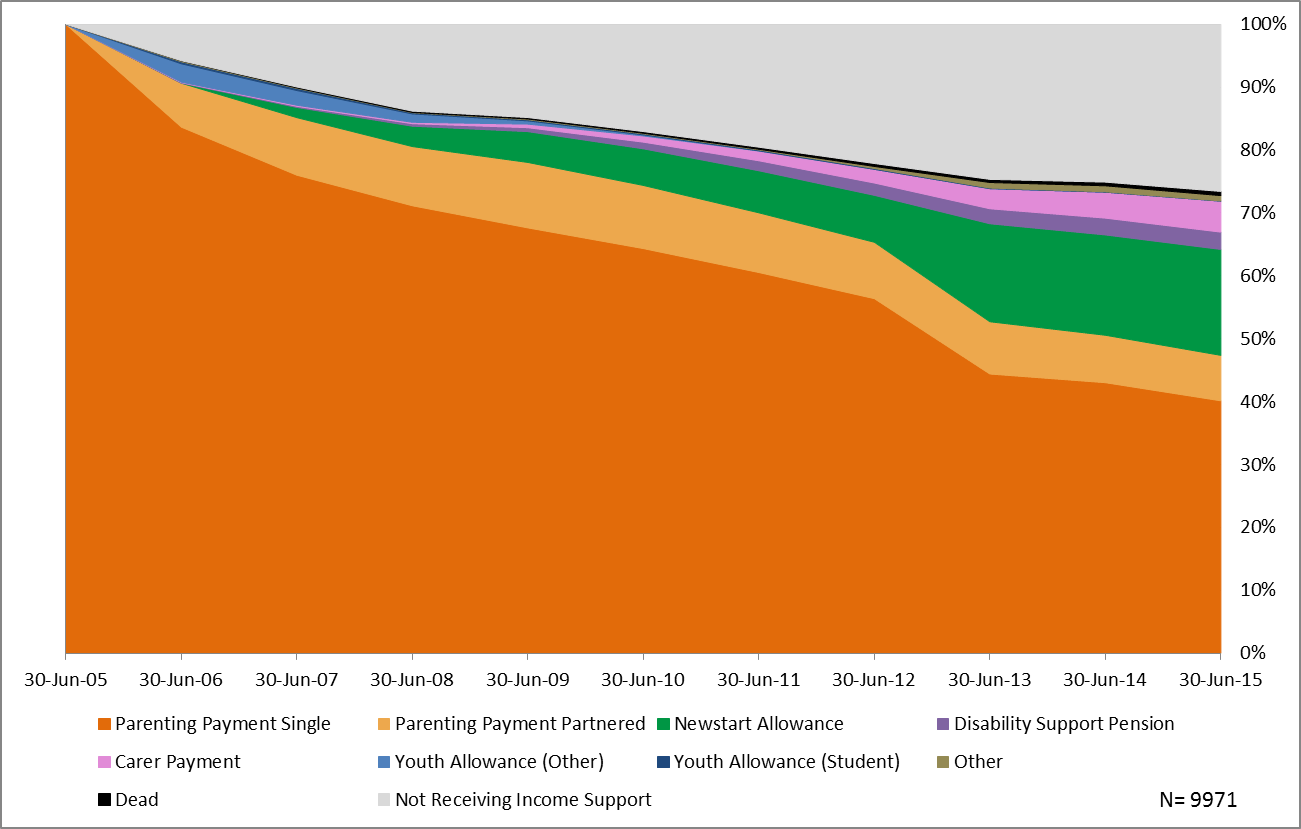 100%
90%
80%
70%
60%
50%
40%
30%
20%
10%
0%
30-Jun-05 30-Jun-06 30-Jun-07 30-Jun-08 30-Jun-09 30-Jun-10 30-Jun-11 30-Jun-12 30-Jun-13 30-Jun-14 30-Jun-15
Parenting Payment Single Parenting Payment Partnered Newstart Allowance Disability Support Pension
Carer Payment Youth Allowance (Other) Youth Allowance (Student) Other
Dead Not Receiving Income Support N= 9971